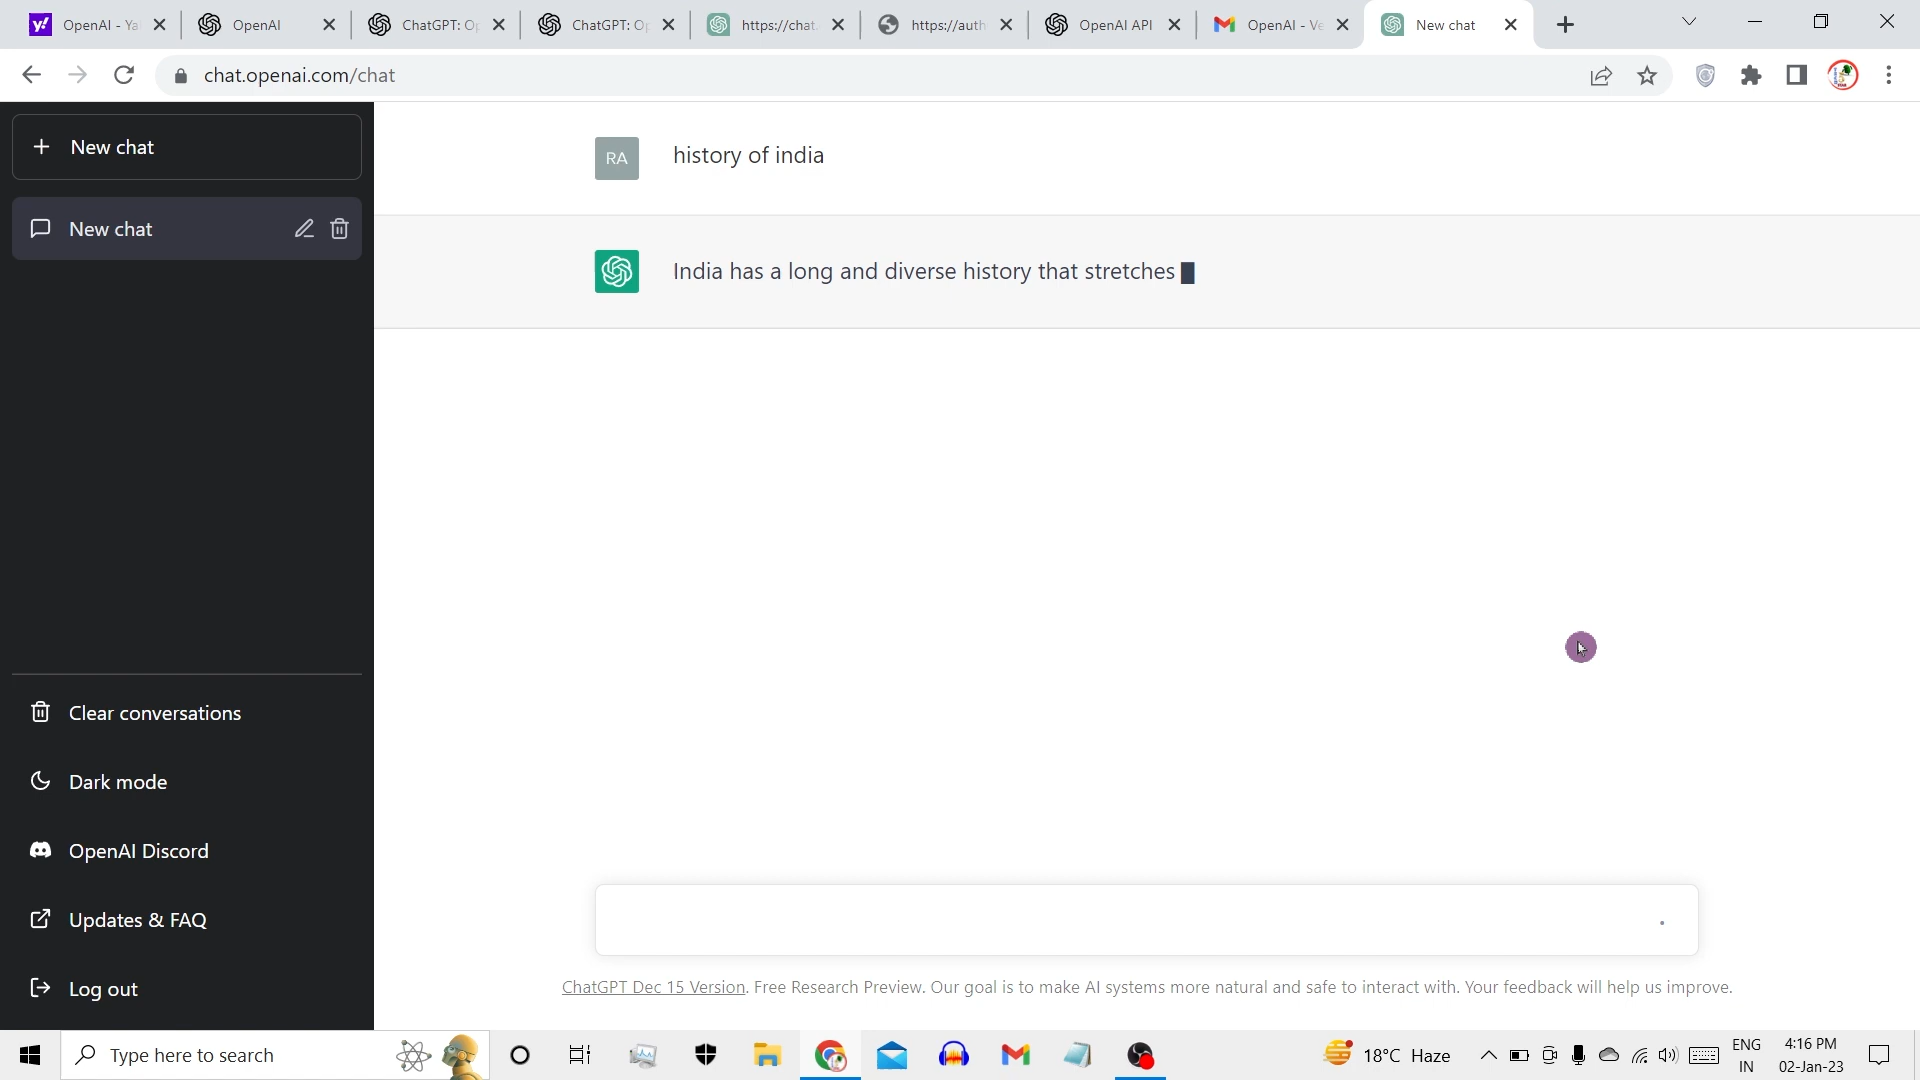 OpenAI - Ya
OpenAI
ChatGPT: Op
ChatGPT: Op
https://chat.
https://auth
OpenAI API
OpenAI - Ve
New chat
chat.openai.com/chat
New chat
RA
history of india
New chat
India has a long and diverse history that stretches
Clear conversations
Dark mode
OpenAI Discord
Updates & FAQ
Log out
ChatGPT Dec 15 Version. Free Research Preview. Our goal is to make AI systems more natural and safe to interact with. Your feedback will help us improve.
Type here to search
18°C Haze
ENG
IN
4:16 PM
02-Jan-23